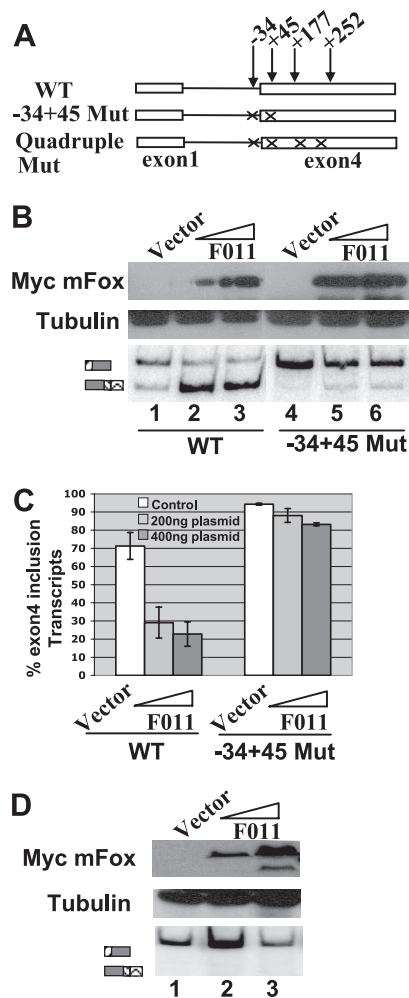 A
-34
+45
+177
+252
WT
-34+45 Mut
Quadruple
Mut
exon1
exon4
B
Vector
F011
Vector
F011
Myc mFox
Tubulin
1 2 3 4 5 6
WT
-34+45 Mut
C
% exon4 inclusion
Transcripts
100
90
80
70
60
50
40
30
20
10
0
Control
200ng plasmid
400ng plasmid
Vector
F011
Vector
F011
WT
-34+45 Mut
D
Vector
F011
Myc mFox
Tubulin
1 2 3